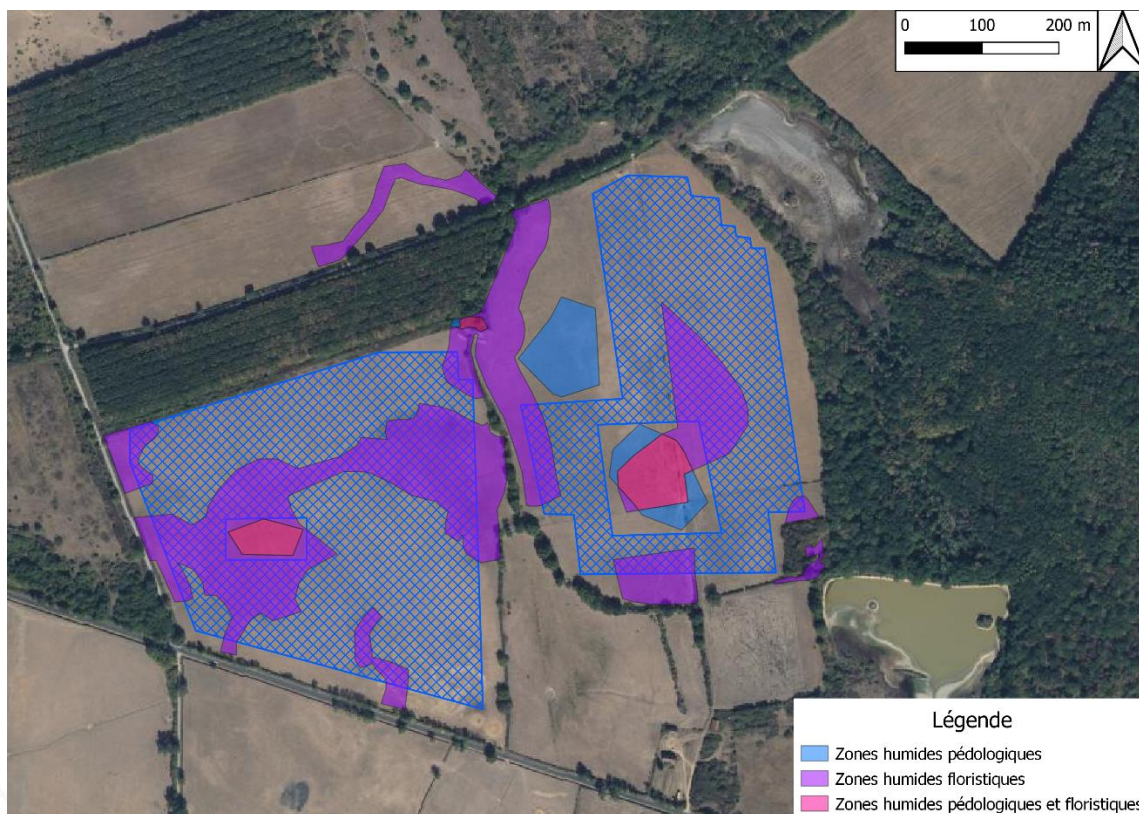 0 100 200 m
Légende
Zones humides pédologiques
Zones humides floristiques
Zones humides pédologiques et floristiques